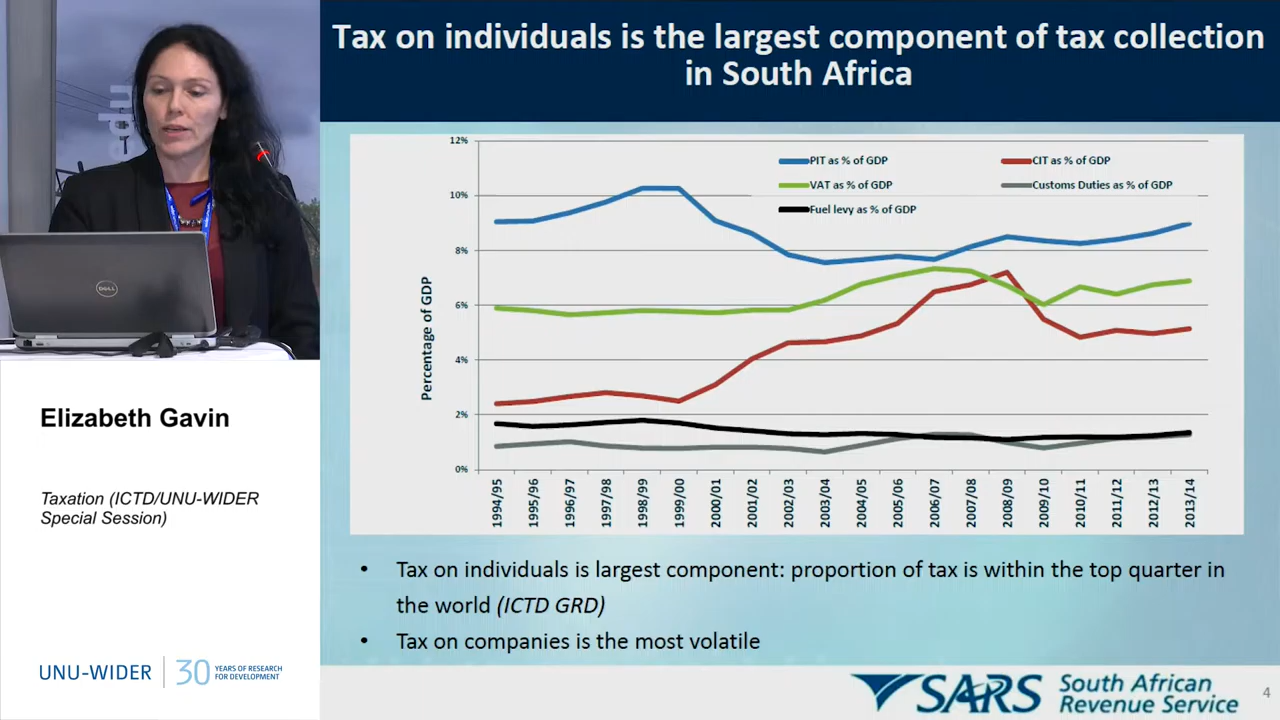 Tax on individuals is the largest component of tax collection
in South Africa
12%
10%
8%
6%
4%
2%
0%
Percentage of GDP
PIT as % of GDP
CIT as % of GDP
VAT as % of GDP
Customs Duties as % of GDP
Fuel levy as % of GDP
1994/95
1995/96
1996/97
1997/98
1998/99
1999/00
2000/01
2001/02
2002/03
2003/04
2004/05
2005/06
2006/07
2007/08
2008/09
2009/10
2010/11
2011/12
2012/13
2013/14
• Tax on individuals is largest component: proportion of tax is within the top quarter in
the world (ICTD GRD)
• Tax on companies is the most volatile
SARS
South African
Revenue Service
4
DELL
Elizabeth Gavin
Taxation (ICTD/UNU-WIDER
Special Session)
UNU-WIDER
30
YEARS OF RESEARCH
FOR DEVELOPMENT